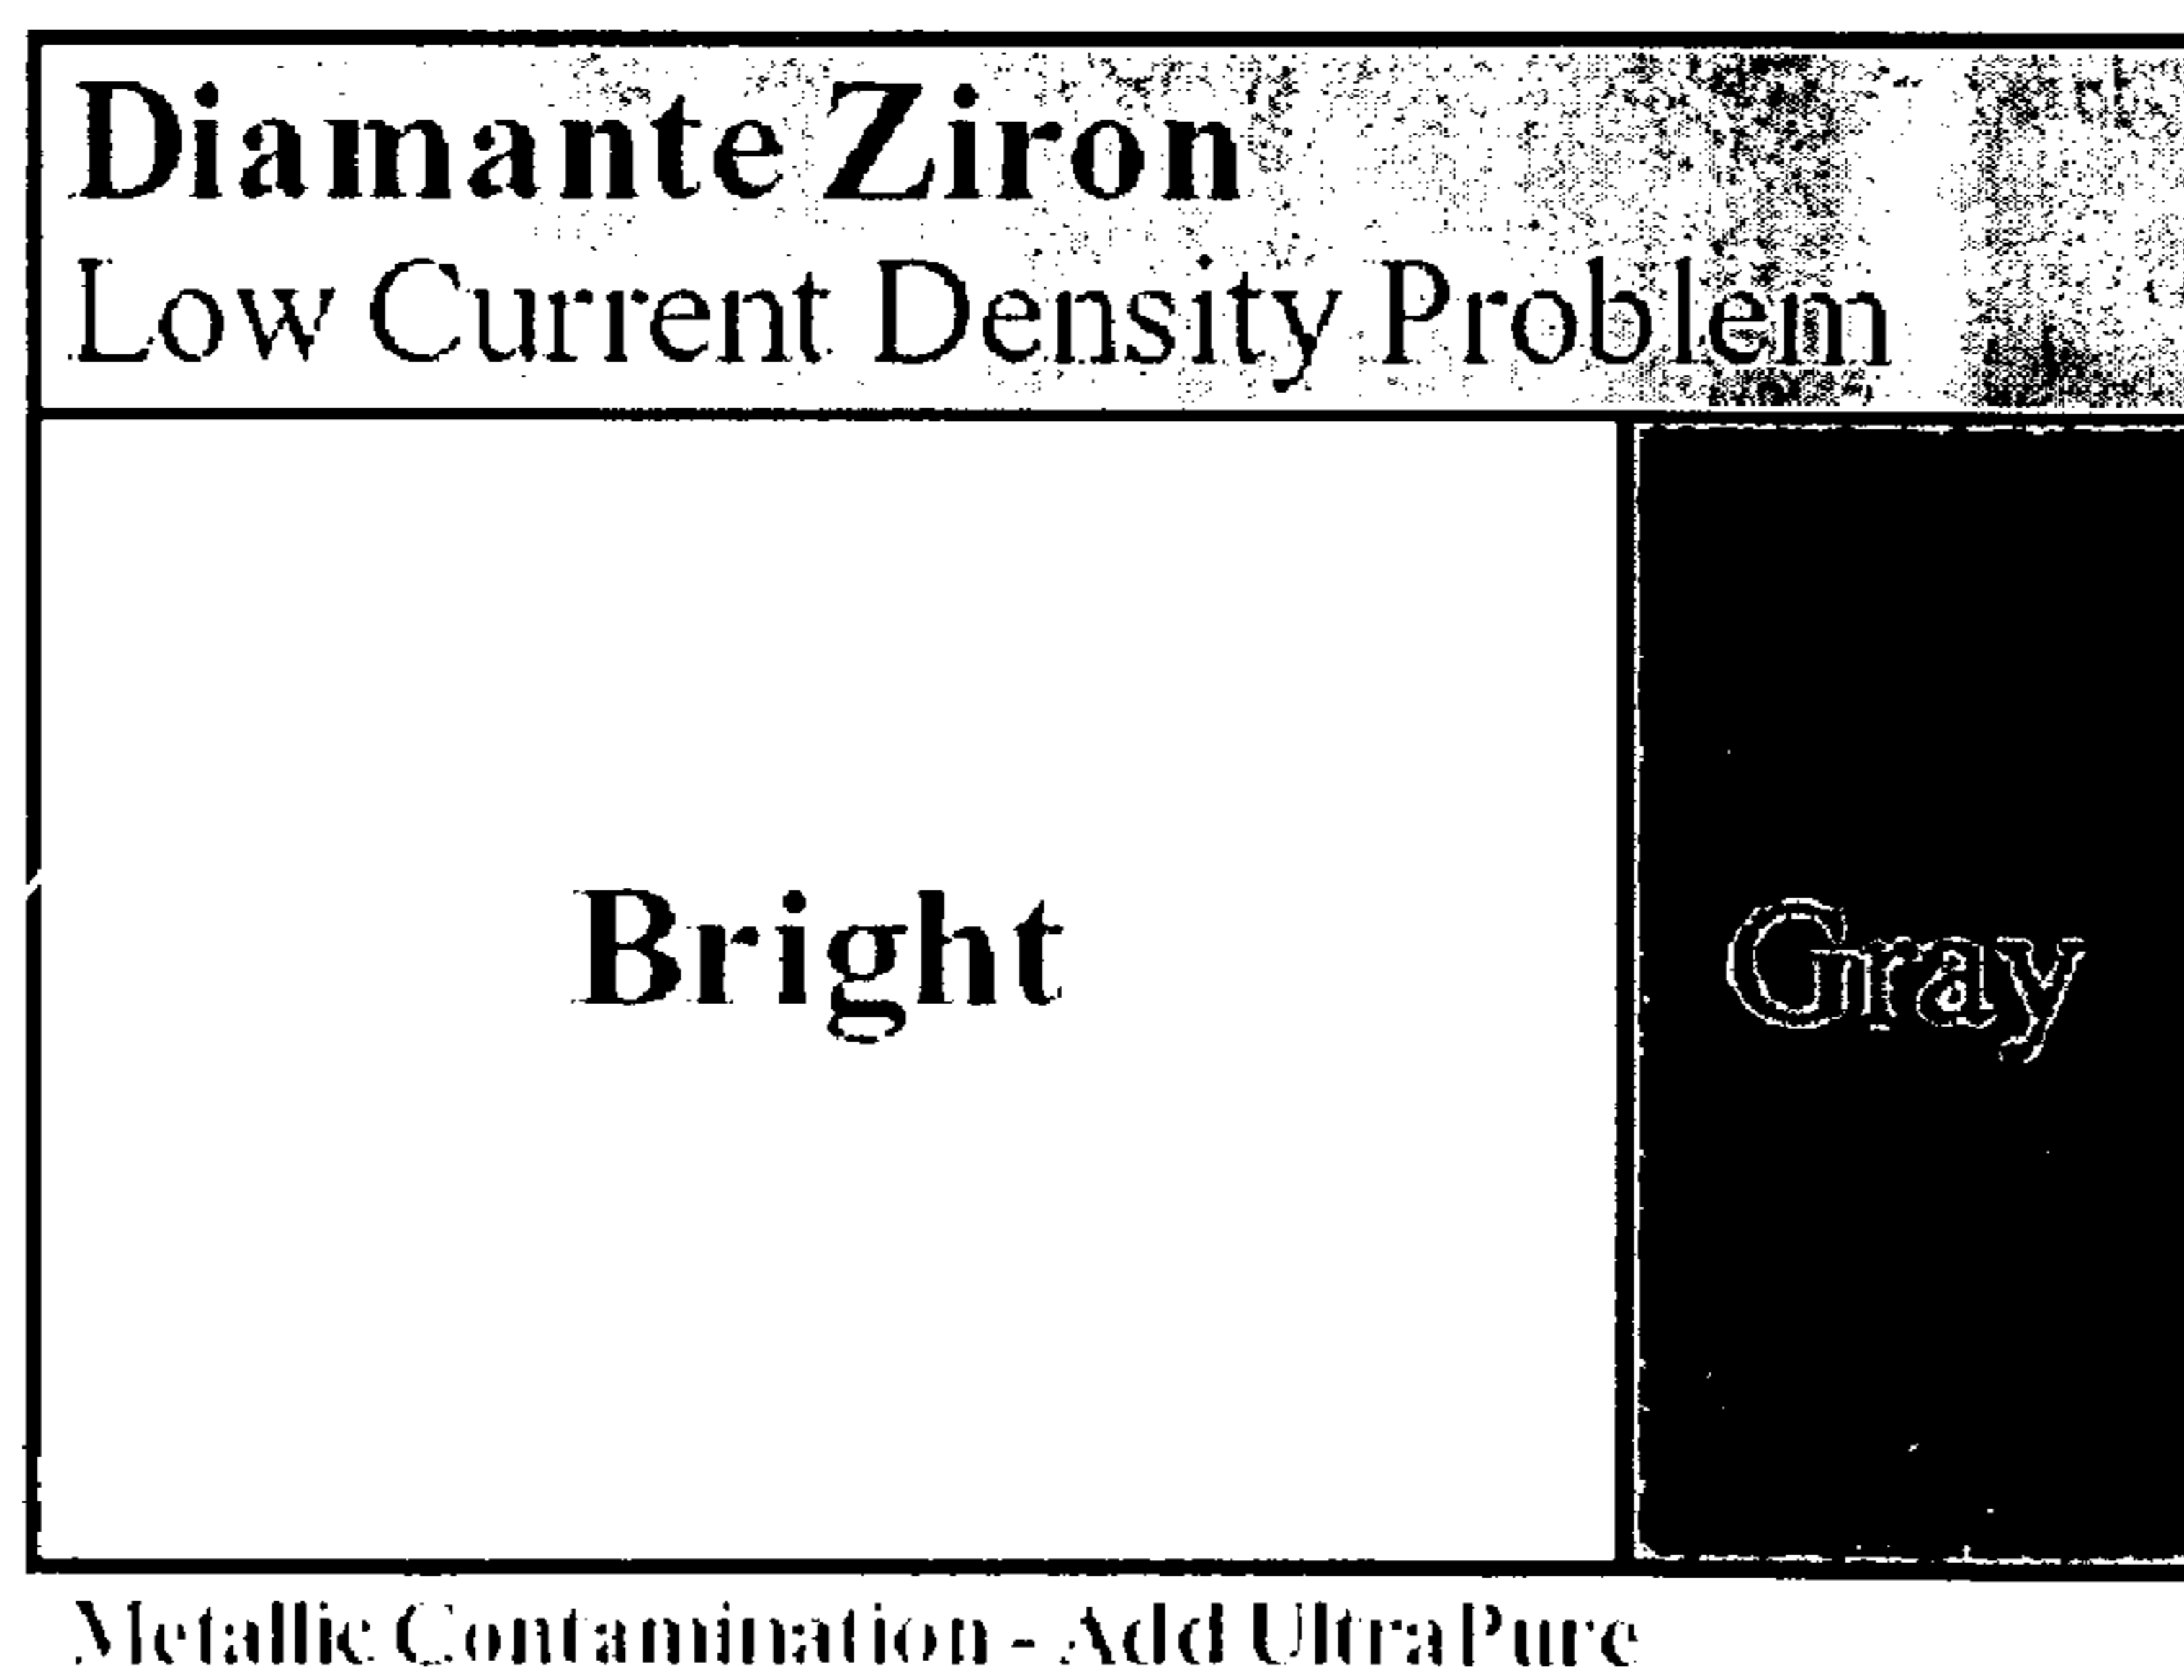 Diamante Ziron
Low Current Density Problem
Bright
Gray
Metallic Contamination - Add UltraPure